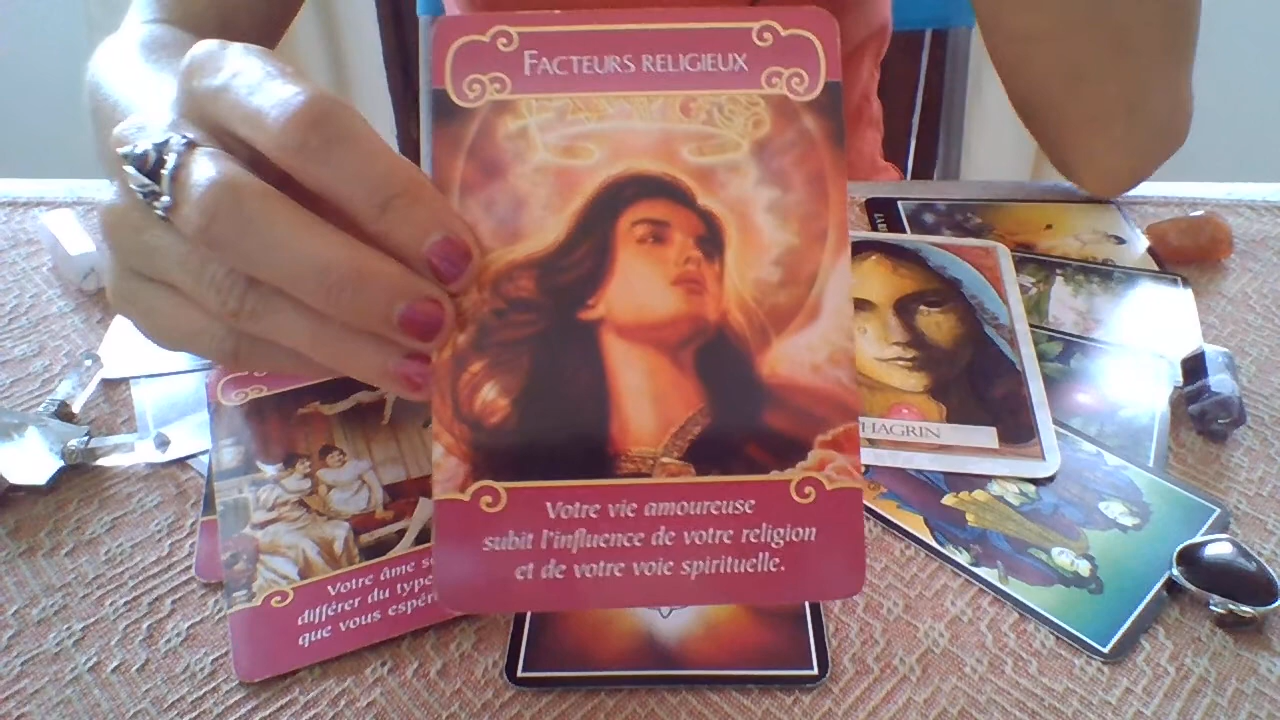 FACTEURS RELIGIEUX
Votre vie amoureuse
subit l'influence de votre religion
et de votre voie spirituelle.
HAGRIN
Votre âme
différer du type
que vous